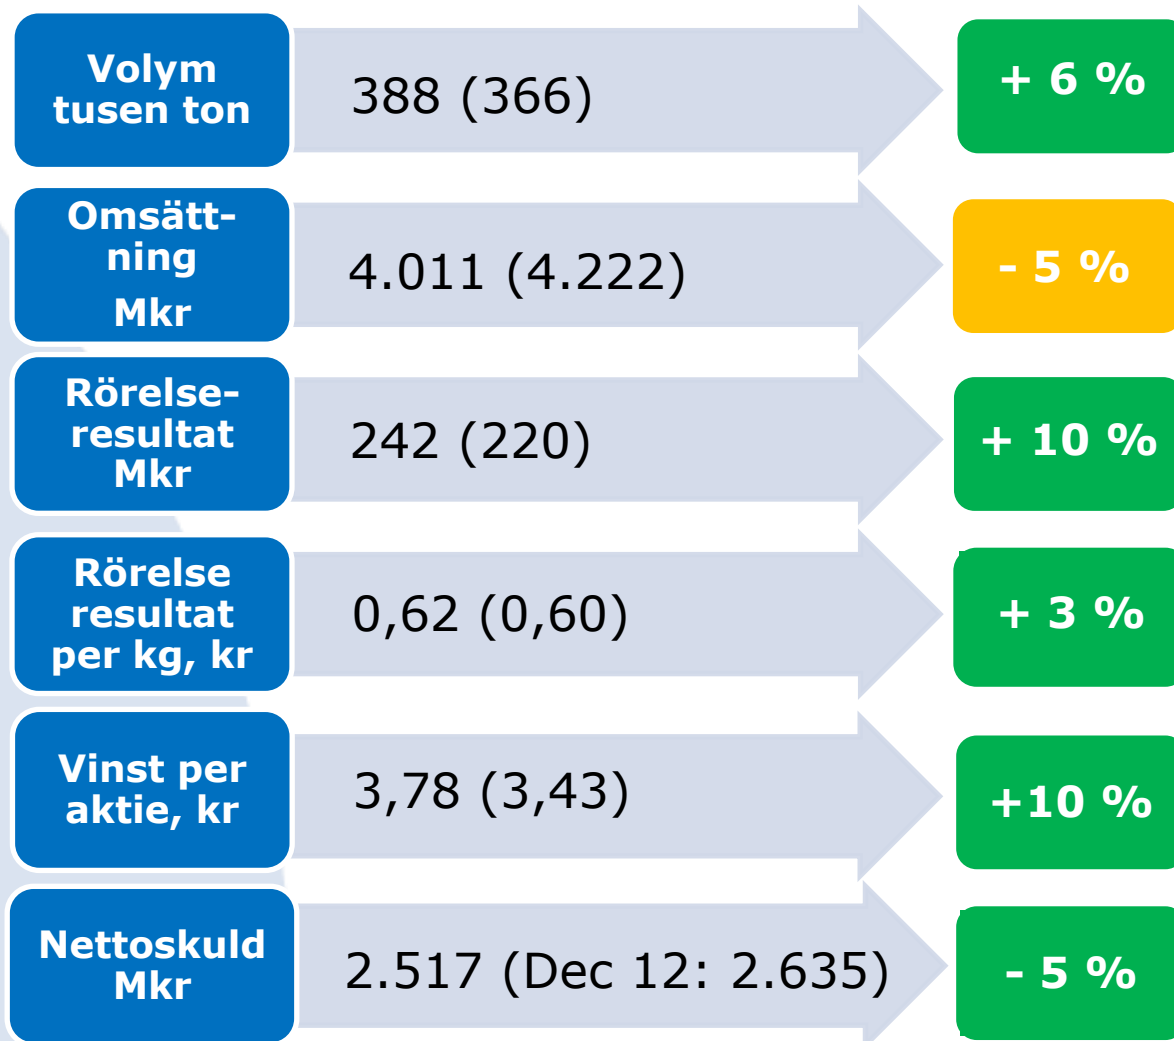 Volym
tusen ton
388 (366)
+ 6 %
Omsätt-
ning
Mkr
4.011 (4.222)
- 5 %
Rörelse-
resultat
Mkr
242 (220)
+ 10 %
Rörelse
resultat
per kg, kr
0,62 (0,60)
+ 3 %
Vinst per
aktie, kr
3,78 (3,43)
+10 %
Nettoskuld
Mkr
2.517 (Dec 12: 2.635)
- 5 %